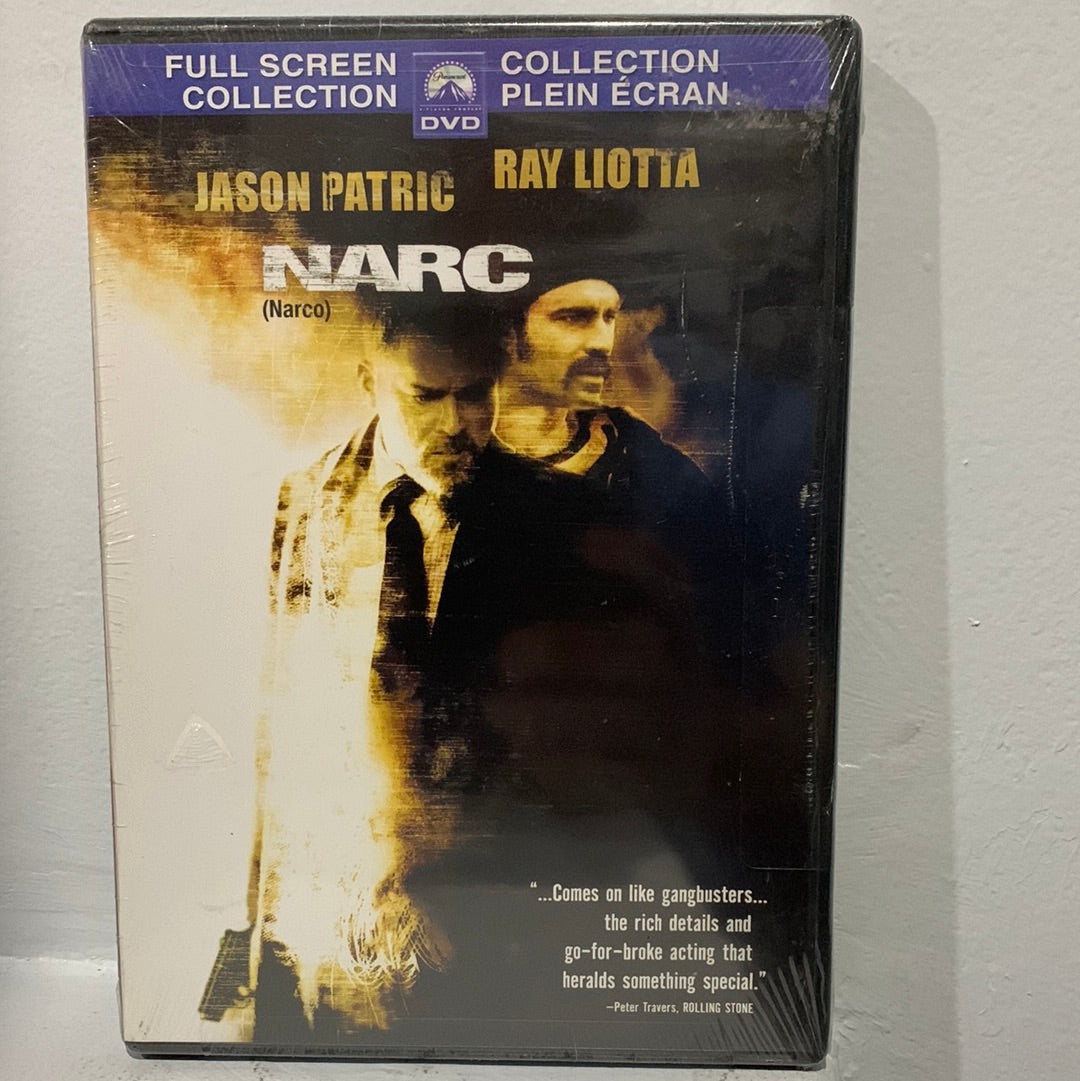 FULL SCREEN
COLLECTION
Paramount
DVD
COLLECTION
PLEIN ÉCRAN
JASON PATRIC
RAY LIOTTA
NARC
(Narco)
“...Comes on like gangbusters...
the rich details and
go-for-broke acting that
heralds something special.”
—Peter Travers, ROLLING STONE